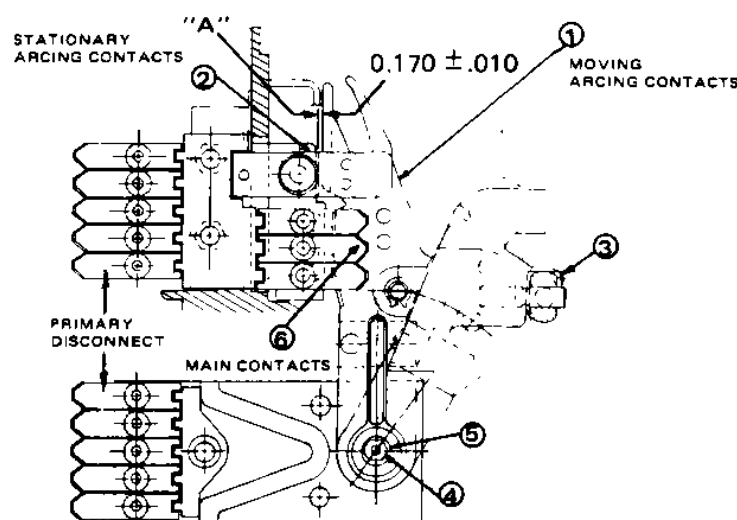 "A"
STATIONARY
ARCING CONTACTS
②
0.170 ±.010
①
MOVING
ARCING CONTACTS
③
PRIMARY
DISCONNECT
⑥
MAIN CONTACTS
⑤
④